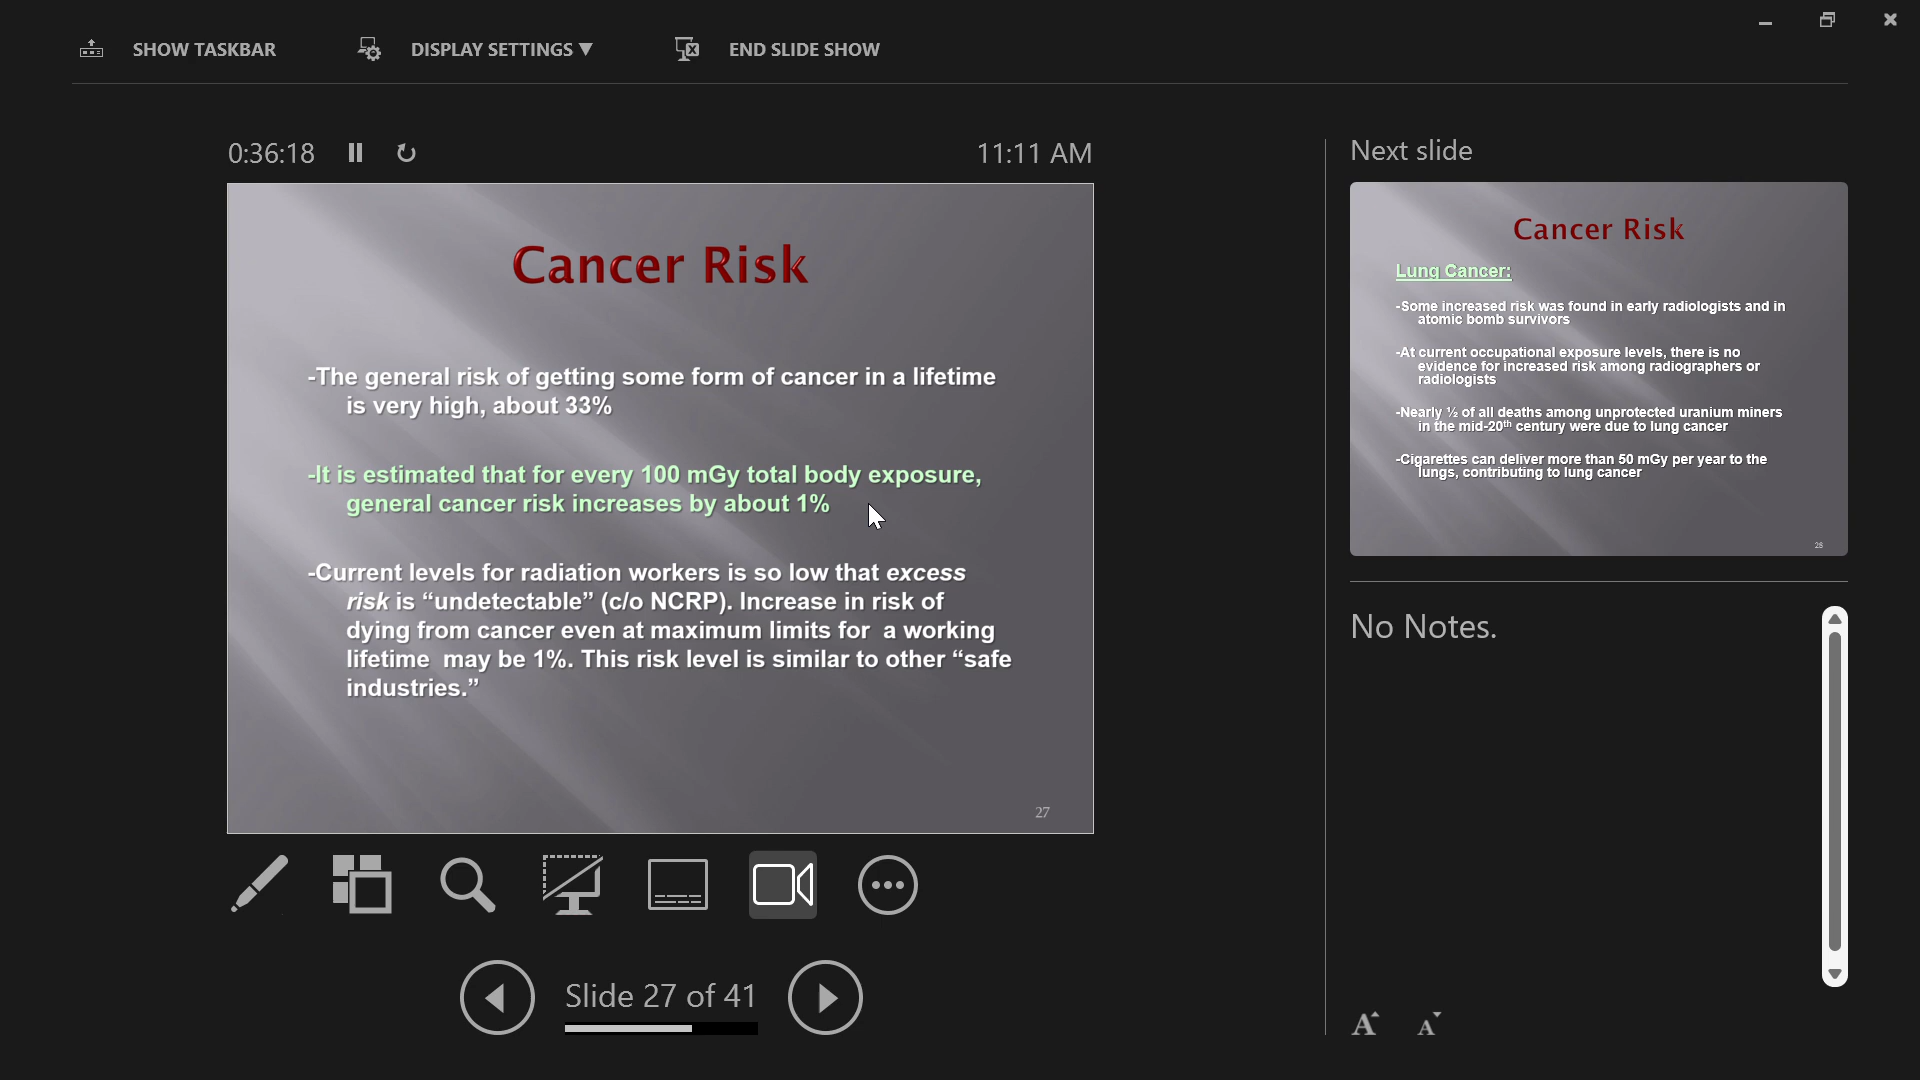 SHOW TASKBAR
DISPLAY SETTINGS ▼
END SLIDE SHOW
0:36:18
11:11 AM
Cancer Risk
-The general risk of getting some form of cancer in a lifetime
is very high, about 33%
-It is estimated that for every 100 mGy total body exposure,
general cancer risk increases by about 1%
-Current levels for radiation workers is so low that excess
risk is “undetectable” (c/o NCRP). Increase in risk of
dying from cancer even at maximum limits for  a working
lifetime  may be 1%. This risk level is similar to other “safe
industries.”
27
Slide 27 of 41
Next slide
Cancer Risk
Lung Cancer:
-Some increased risk was found in early radiologists and in
atomic bomb survivors
-At current occupational exposure levels, there is no
evidence for increased risk among radiographers or
radiologists
-Nearly ½ of all deaths among unprotected uranium miners
in the mid-20th century were due to lung cancer
-Cigarettes can deliver more than 50 mGy per year to the
lungs, contributing to lung cancer
28
No Notes.
A A